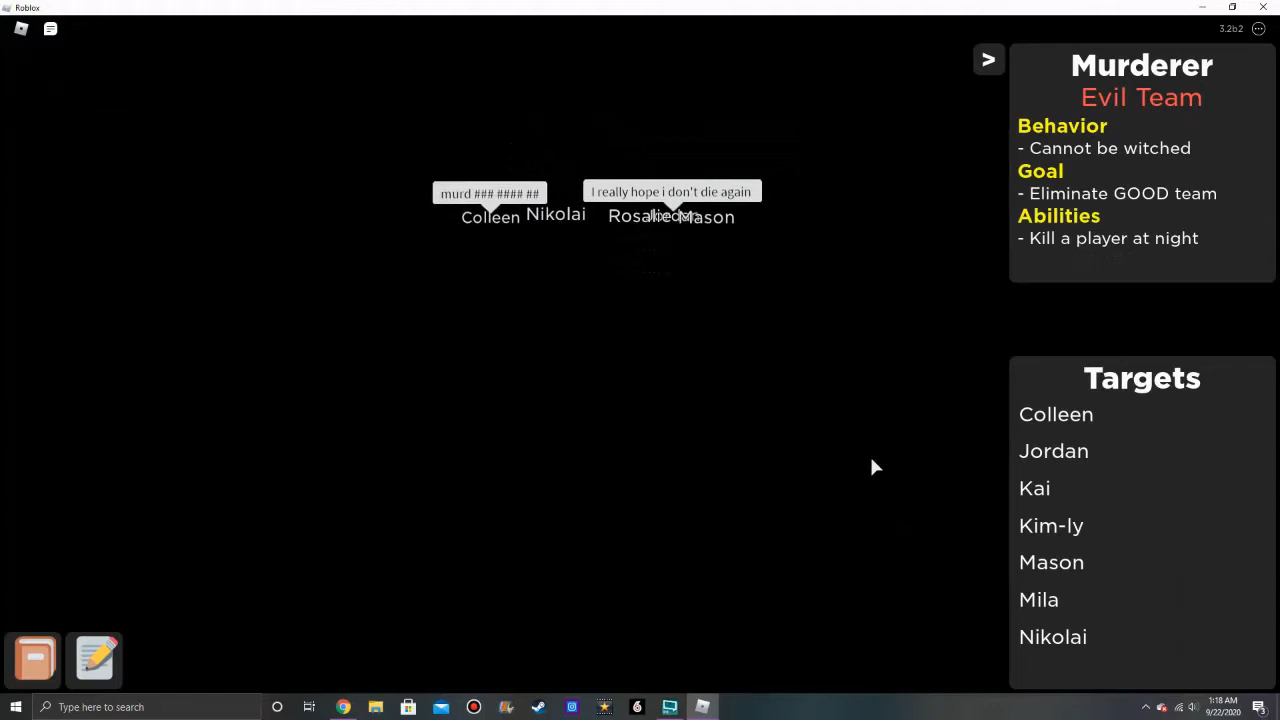 Roblox
3.2b2
>
Murderer
Evil Team
Behavior
- Cannot be witched
Goal
- Eliminate GOOD team
Abilities
- Kill a player at night
murd ### #### ##
I really hope i don't die again
Colleen
Nikolai
Rosalie
Mason
Targets
Colleen
Jordan
Kai
Kim-ly
Mason
Mila
Nikolai
Type here to search
1:18 AM
9/22/2020